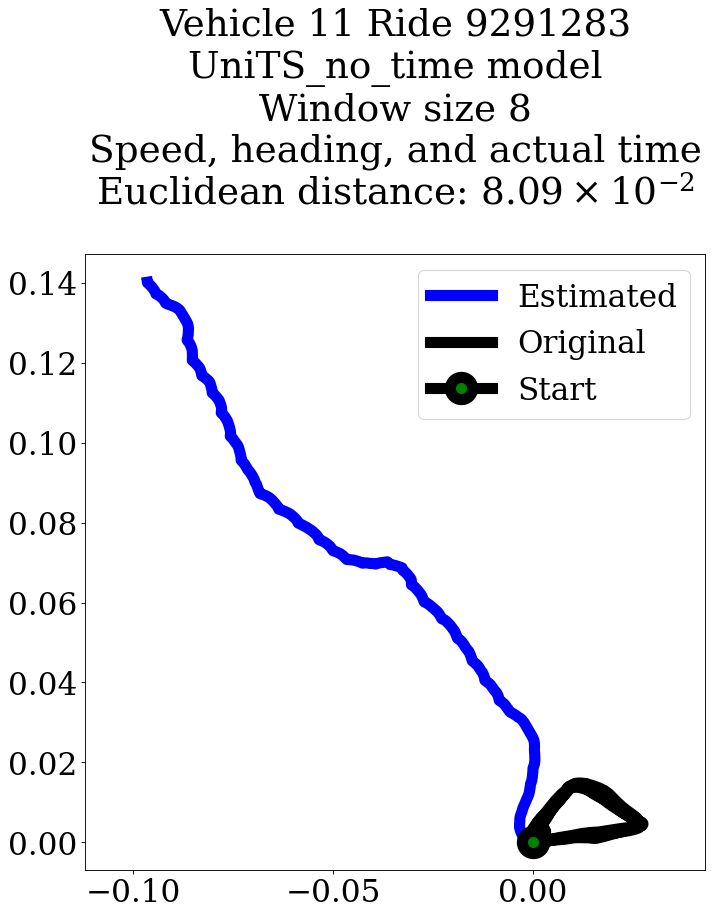 Vehicle 11 Ride 9291283
UniTS_no_time model
Window size 8
Speed, heading, and actual time
Euclidean distance: 8.09 × 10⁻²
Estimated
Original
Start
0.14
0.12
0.10
0.08
0.06
0.04
0.02
0.00
−0.10
−0.05
0.00